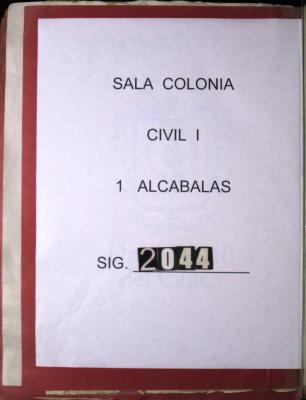 SALA COLONIA
CIVIL I
1 ALCABALAS
SIG. 2044